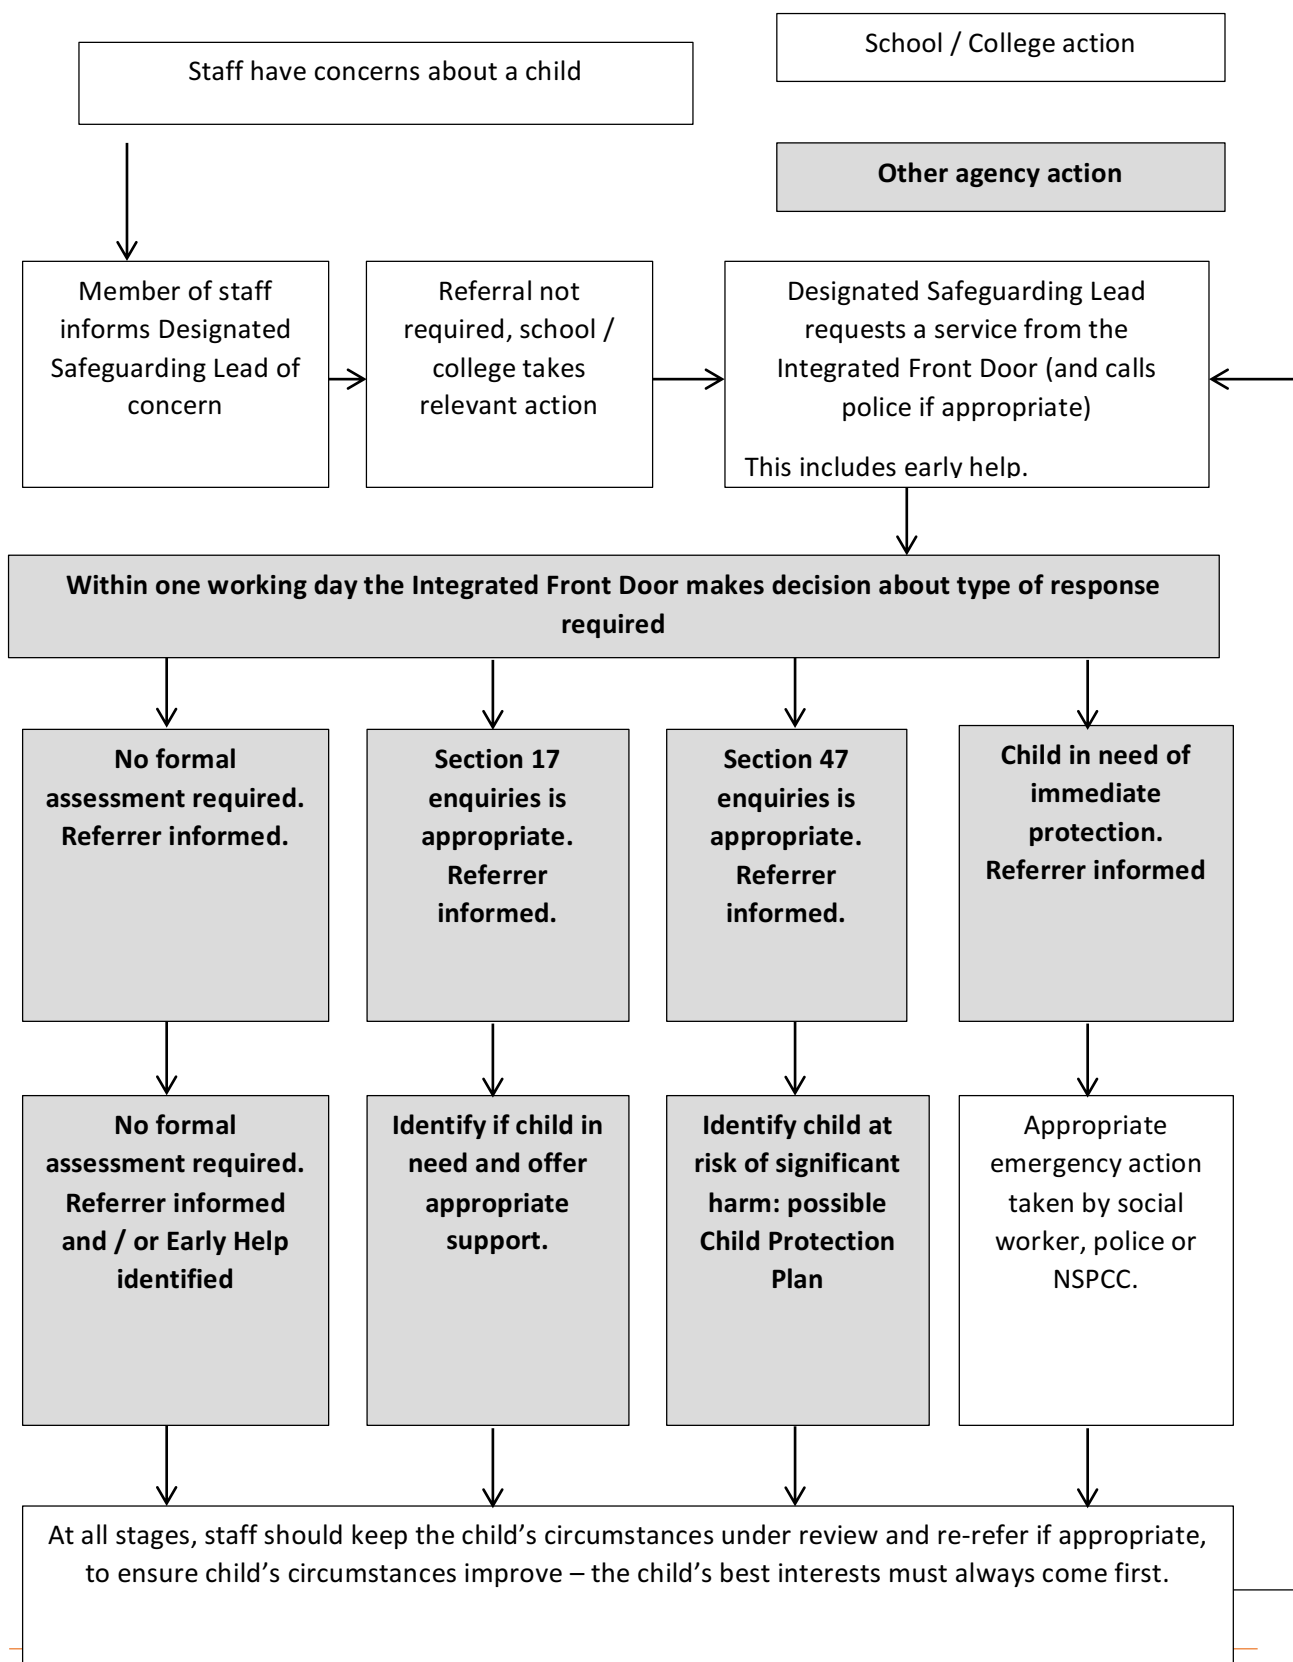 School / College action
Staff have concerns about a child
Other agency action
Member of staff
informs Designated
Safeguarding Lead of
concern
Referral not
required, school /
college takes
relevant action
Designated Safeguarding Lead
requests a service from the
Integrated Front Door (and calls
police if appropriate)
This includes early help.
Within one working day the Integrated Front Door makes decision about type of response
required
No formal
assessment required.
Referrer informed.
Section 17
enquiries is
appropriate.
Referrer
informed.
Section 47
enquiries is
appropriate.
Referrer
informed.
Child in need of
immediate
protection.
Referrer informed
No formal
assessment required.
Referrer informed
and / or Early Help
identified
Identify if child in
need and offer
appropriate
support.
Identify child at
risk of significant
harm: possible
Child Protection
Plan
Appropriate
emergency action
taken by social
worker, police or
NSPCC.
At all stages, staff should keep the child’s circumstances under review and re-refer if appropriate,
to ensure child’s circumstances improve – the child’s best interests must always come first.